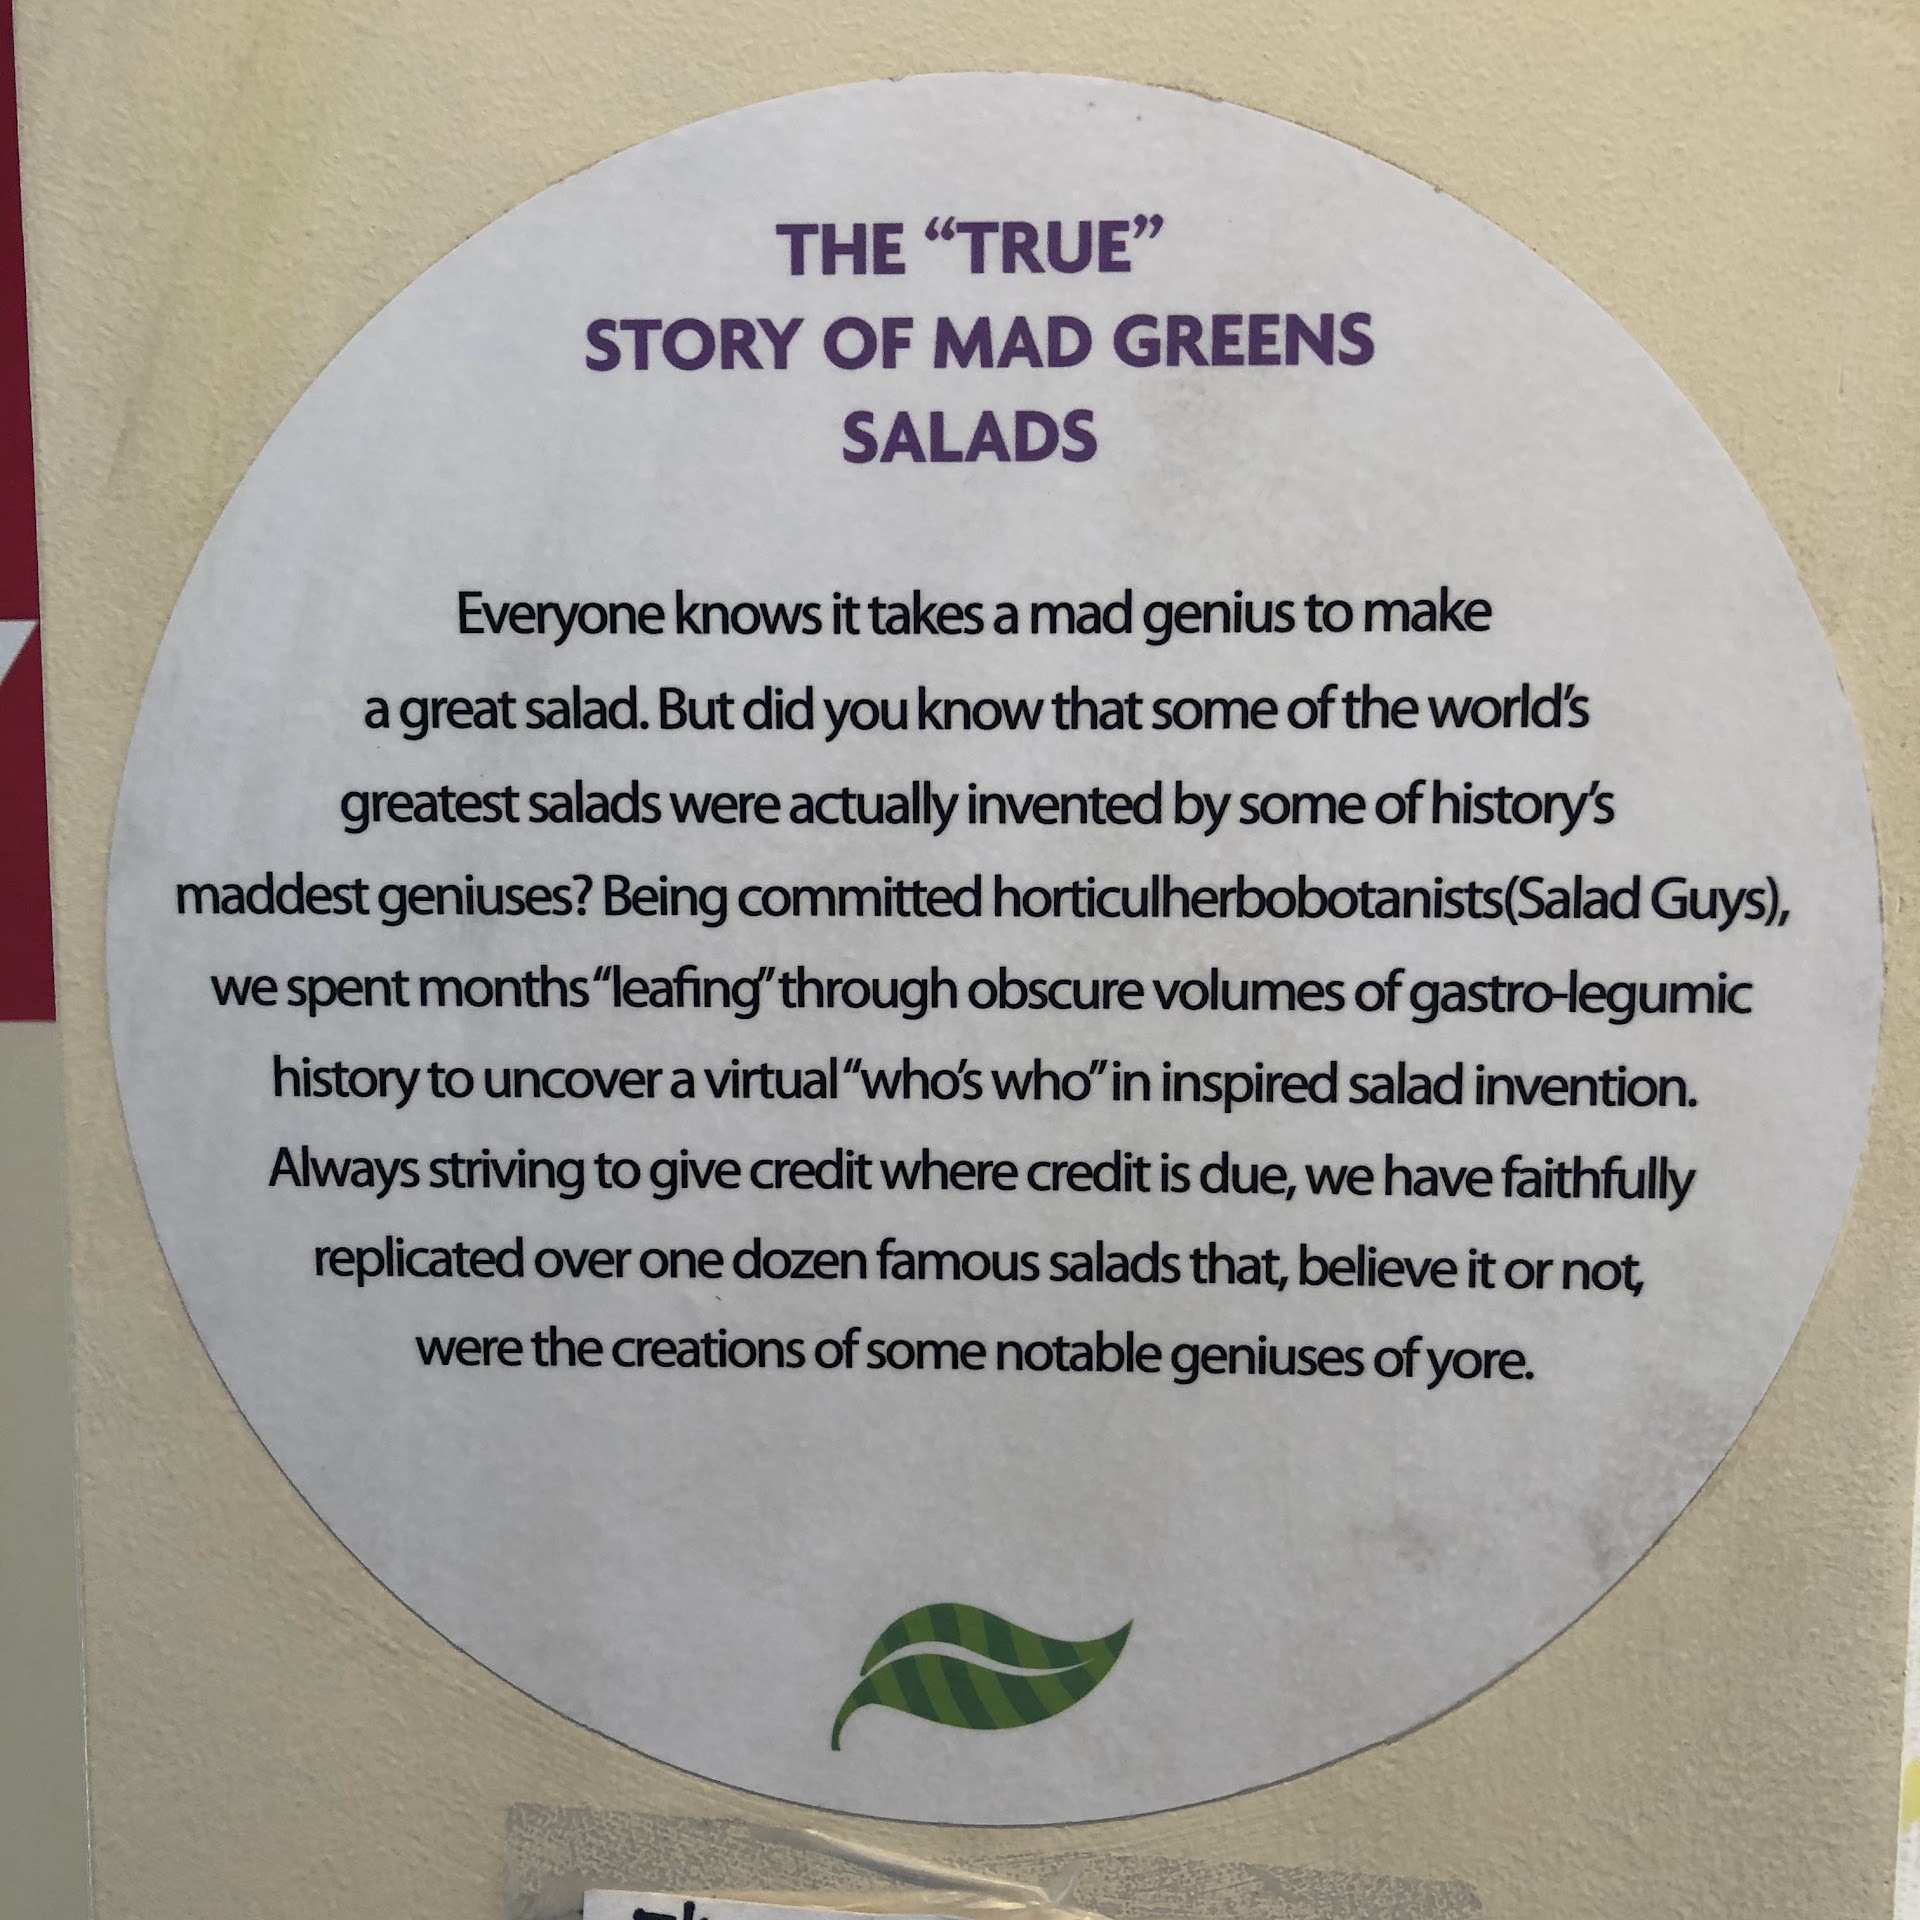 THE “TRUE”
STORY OF MAD GREENS
SALADS
Everyone knows it takes a mad genius to make
a great salad. But did you know that some of the world’s
greatest salads were actually invented by some of history’s
maddest geniuses? Being committed horticulherbobotanists(Salad Guys),
we spent months “leafing” through obscure volumes of gastro-legumic
history to uncover a virtual “who’s who” in inspired salad invention.
Always striving to give credit where credit is due, we have faithfully
replicated over one dozen famous salads that, believe it or not,
were the creations of some notable geniuses of yore.